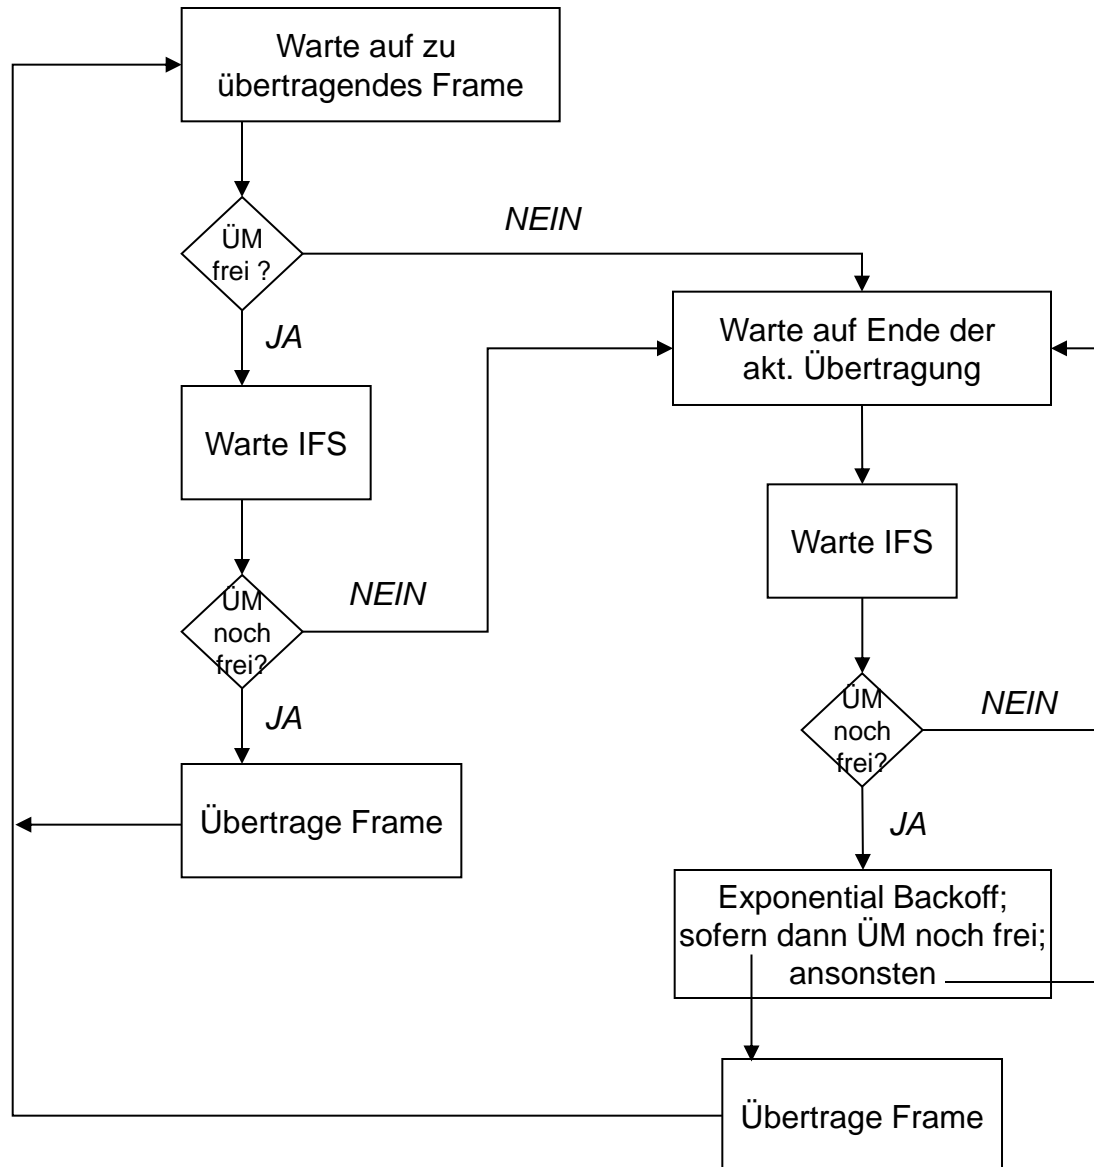 Warte auf zu
übertragendes Frame
ÜM
frei ?
NEIN
JA
Warte auf Ende der
akt. Übertragung
Warte IFS
Warte IFS
ÜM
noch
frei?
NEIN
JA
ÜM
noch
frei?
NEIN
JA
Übertrage Frame
Exponential Backoff;
sofern dann ÜM noch frei;
ansonsten
Übertrage Frame